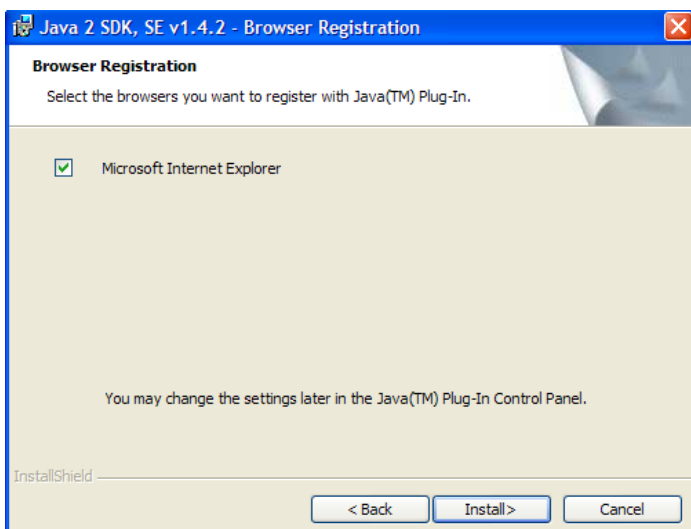 Java 2 SDK, SE v1.4.2 - Browser Registration
Browser Registration
Select the browsers you want to register with Java(TM) Plug-In.
Microsoft Internet Explorer
You may change the settings later in the Java(TM) Plug-In Control Panel.
InstallShield
< Back Install> Cancel